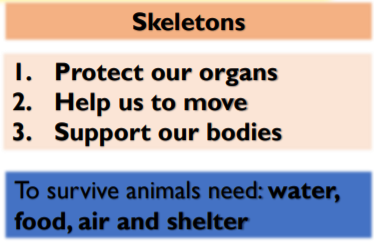 Skeletons
1. Protect our organs
2. Help us to move
3. Support our bodies
To survive animals need: water,
food, air and shelter